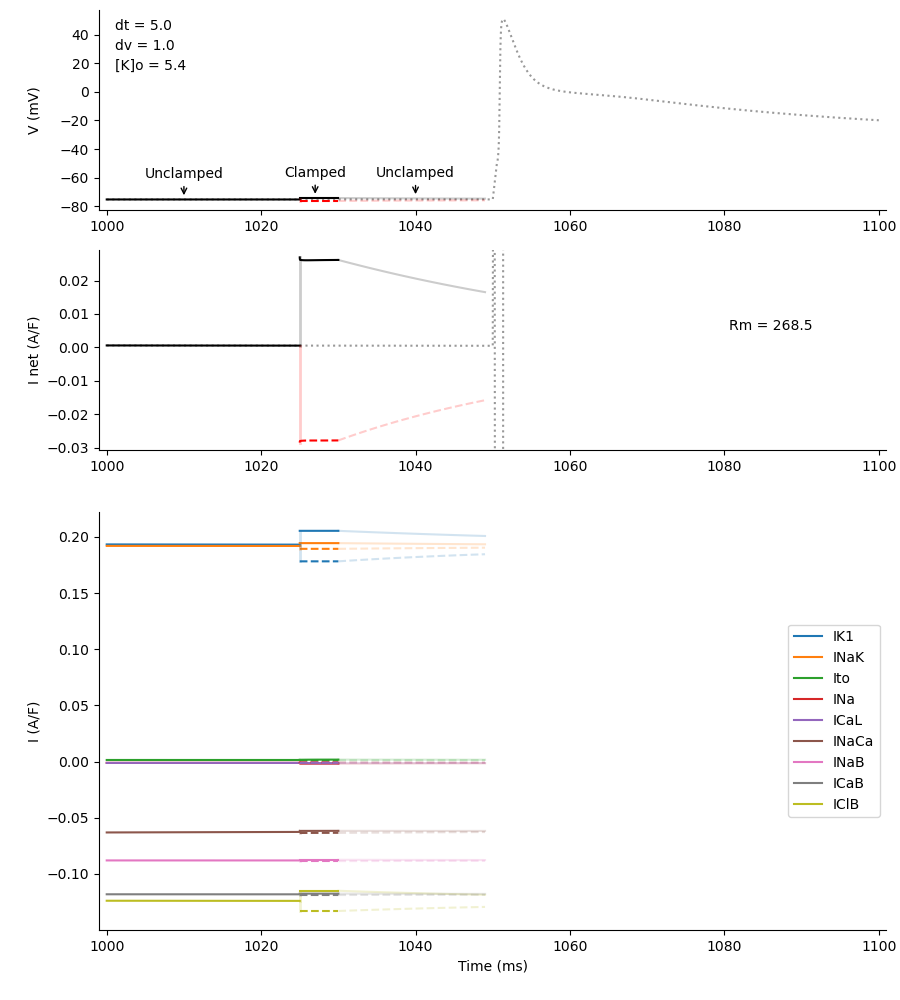 dt = 5.0
dv = 1.0
[K]o = 5.4
V (mV)
40
20
0
−20
−40
−60
−80
Unclamped
Clamped
Unclamped
1000
1020
1040
1060
1080
1100
I net (A/F)
0.02
0.01
0.00
−0.01
−0.02
−0.03
Rm = 268.5
1000
1020
1040
1060
1080
1100
I (A/F)
0.20
0.15
0.10
0.05
0.00
−0.05
−0.10
IK1
INaK
Ito
INa
ICaL
INaCa
INaB
ICaB
IClB
1000
1020
1040
1060
1080
1100
Time (ms)